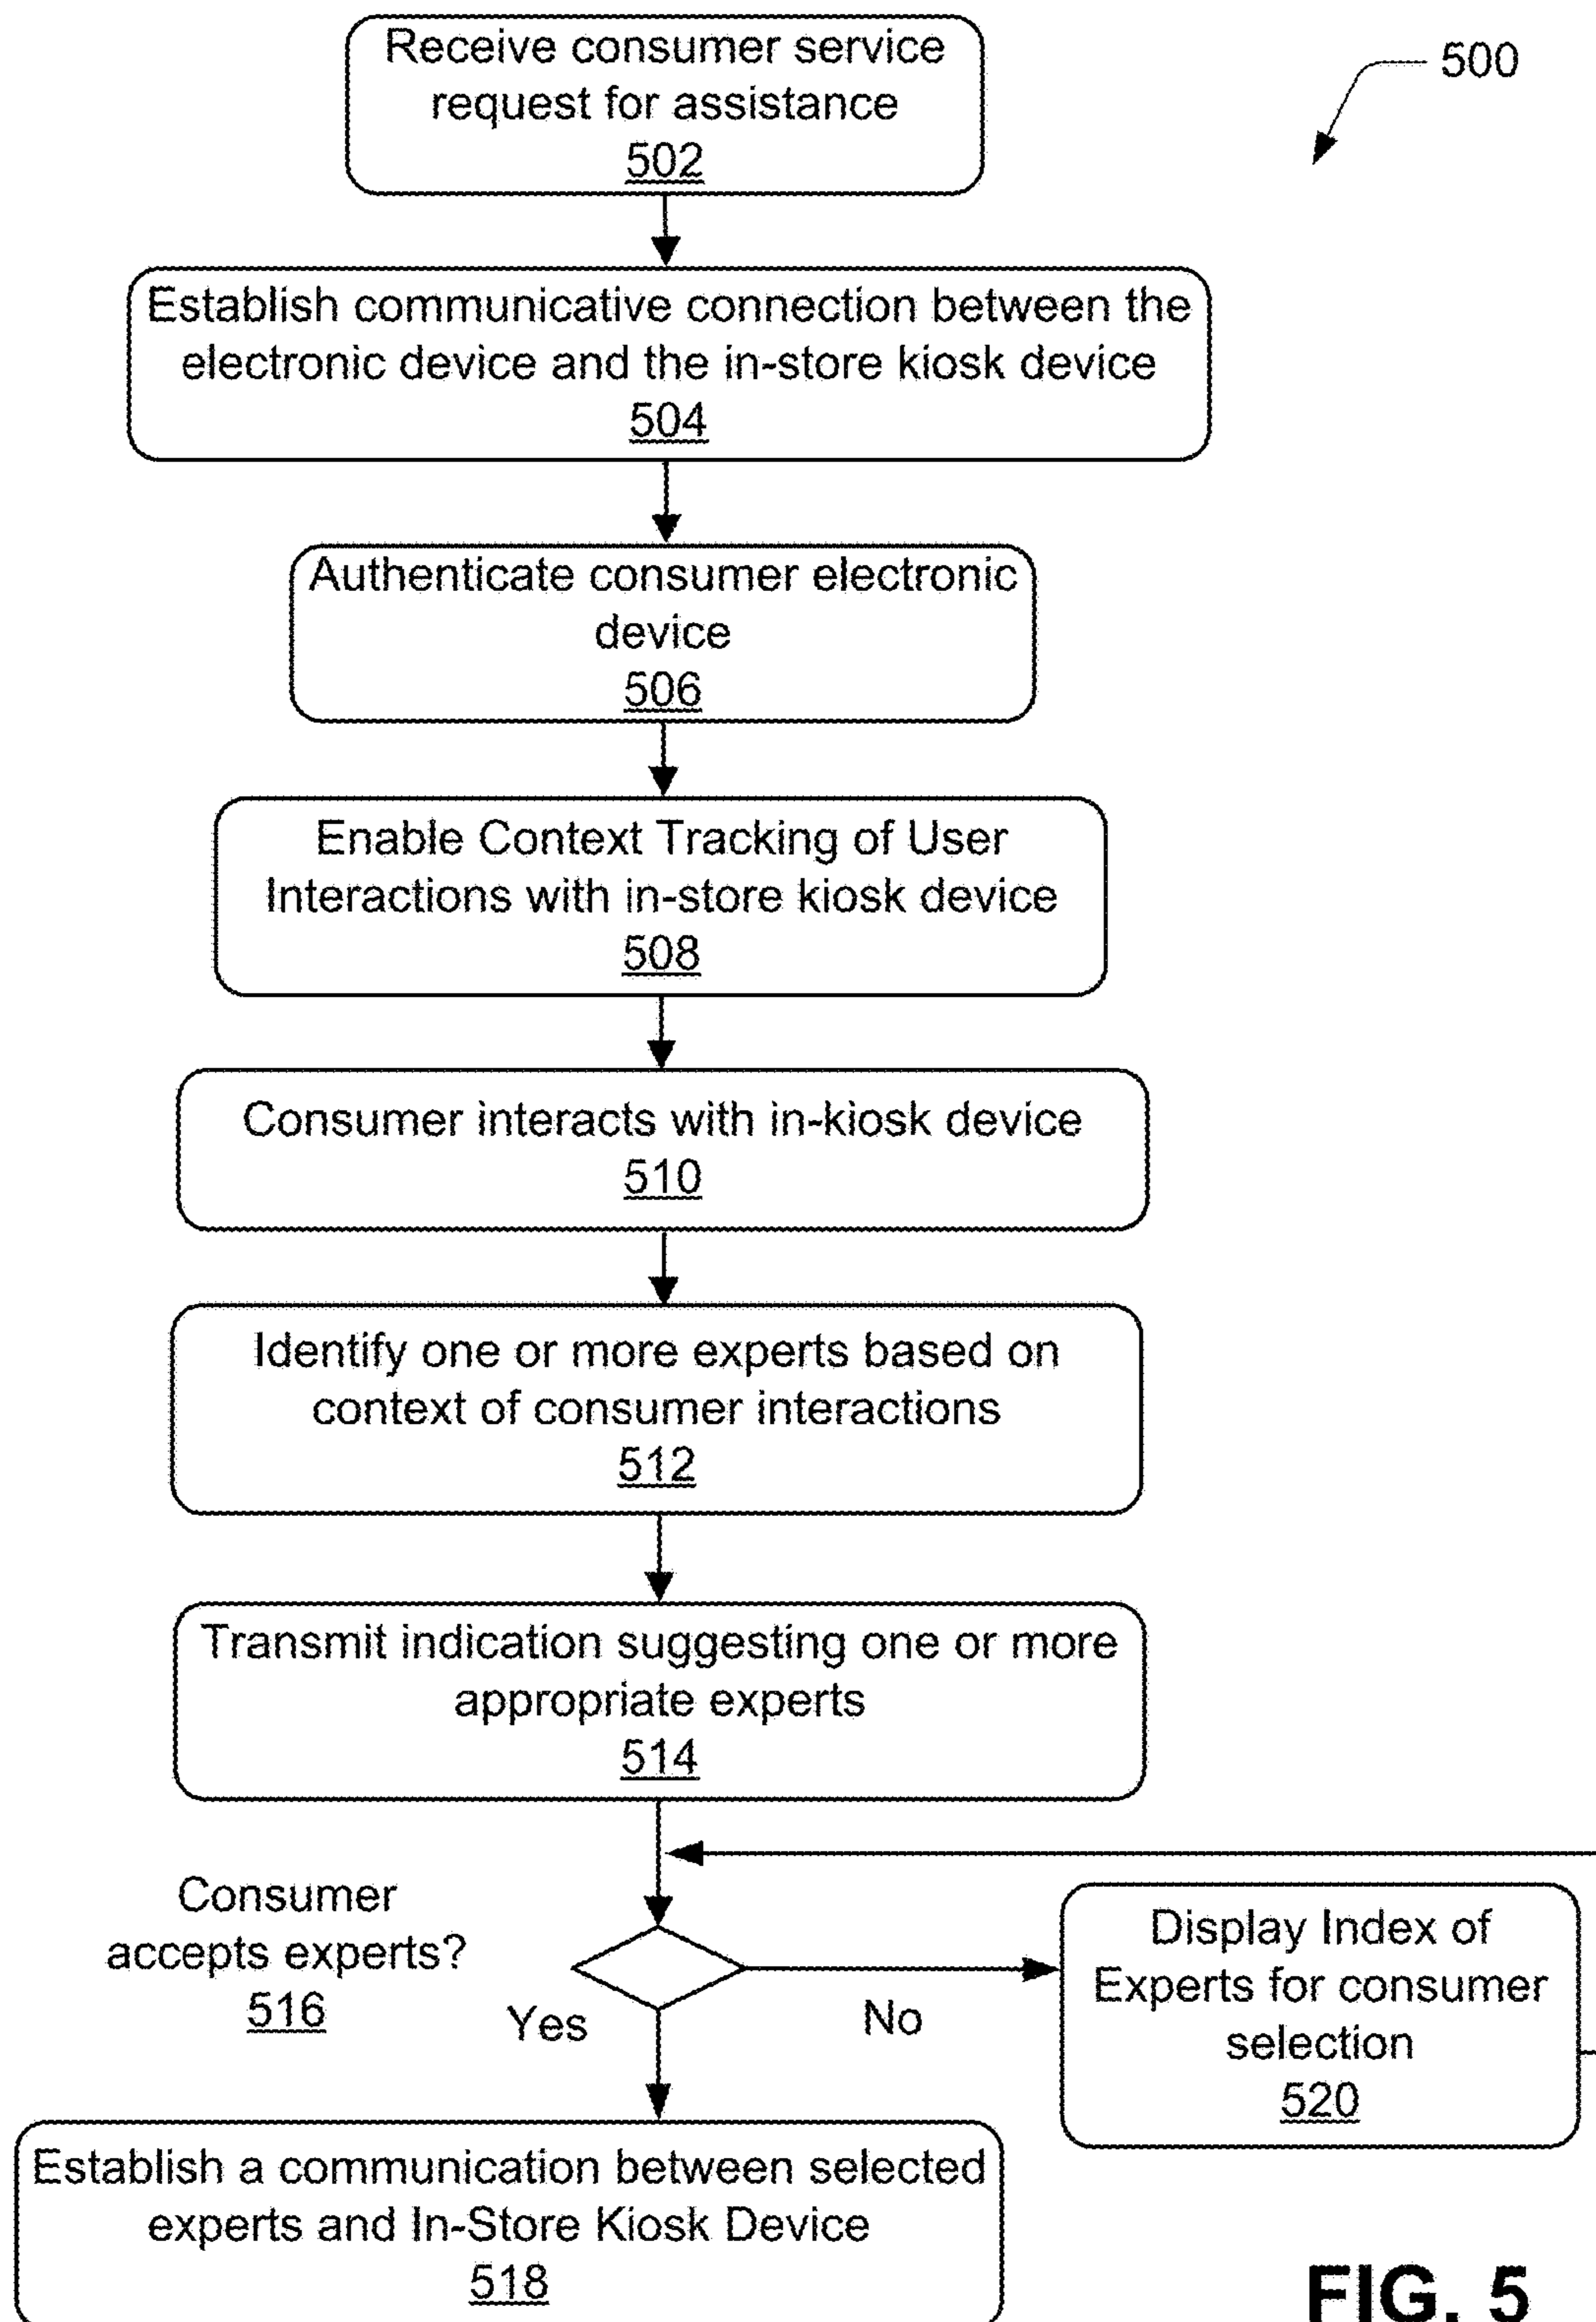 Receive consumer service
request for assistance
502
500
Establish communicative connection between the
electronic device and the in-store kiosk device
504
Authenticate consumer electronic
device
506
Enable Context Tracking of User
Interactions with in-store kiosk device
508
Consumer interacts with in-kiosk device
510
Identify one or more experts based on
context of consumer interactions
512
Transmit indication suggesting one or more
appropriate experts
514
Consumer
accepts experts?
516
Yes
No
Display Index of
Experts for consumer
selection
520
Establish a communication between selected
experts and In-Store Kiosk Device
518
FIG. 5